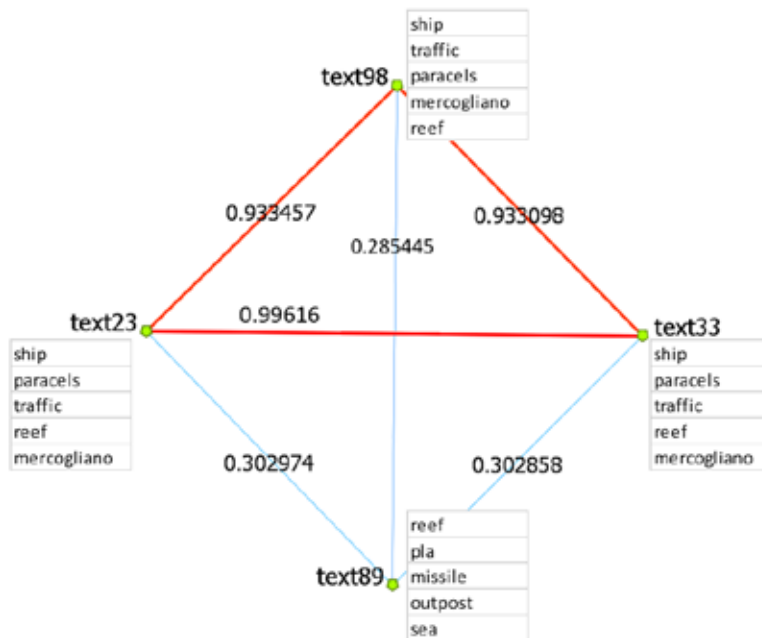 ship
traffic
text98
paracels
mercogliano
reef
0.933457
0.933098
0.285445
text23
0.99616
text33
ship
paracels
traffic
reef
mercogliano
ship
paracels
traffic
reef
mercogliano
0.302974
0.302858
reef
pla
missile
text89
outpost
sea